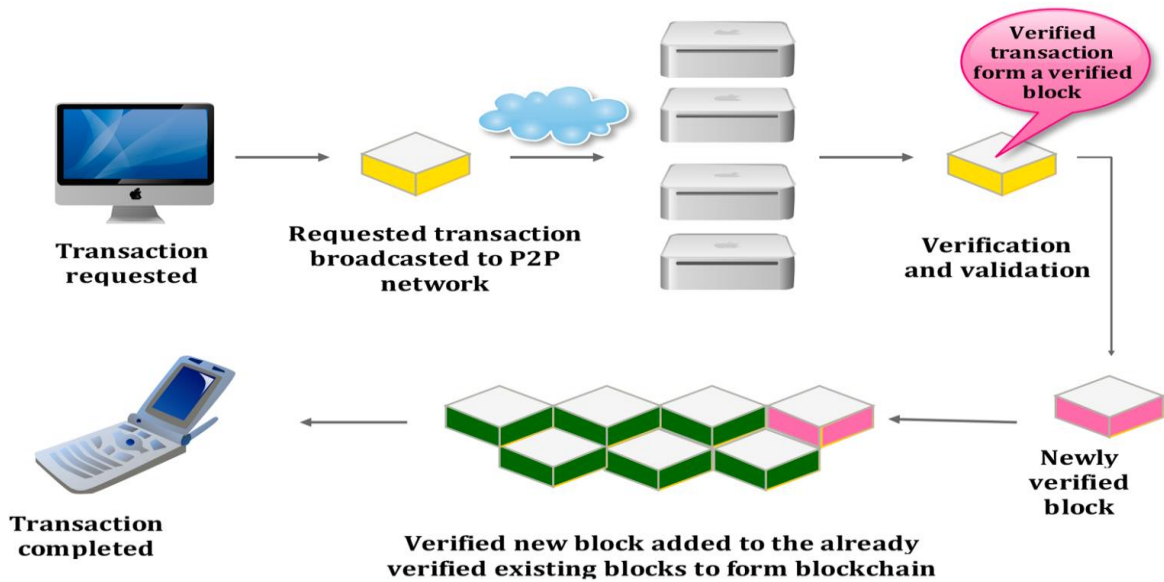 Verified
transaction
form a verified
block
Transaction
requested
Requested transaction
broadcasted to P2P
network
Verification
and validation
Newly
verified
block
Verified new block added to the already
verified existing blocks to form blockchain
Transaction
completed